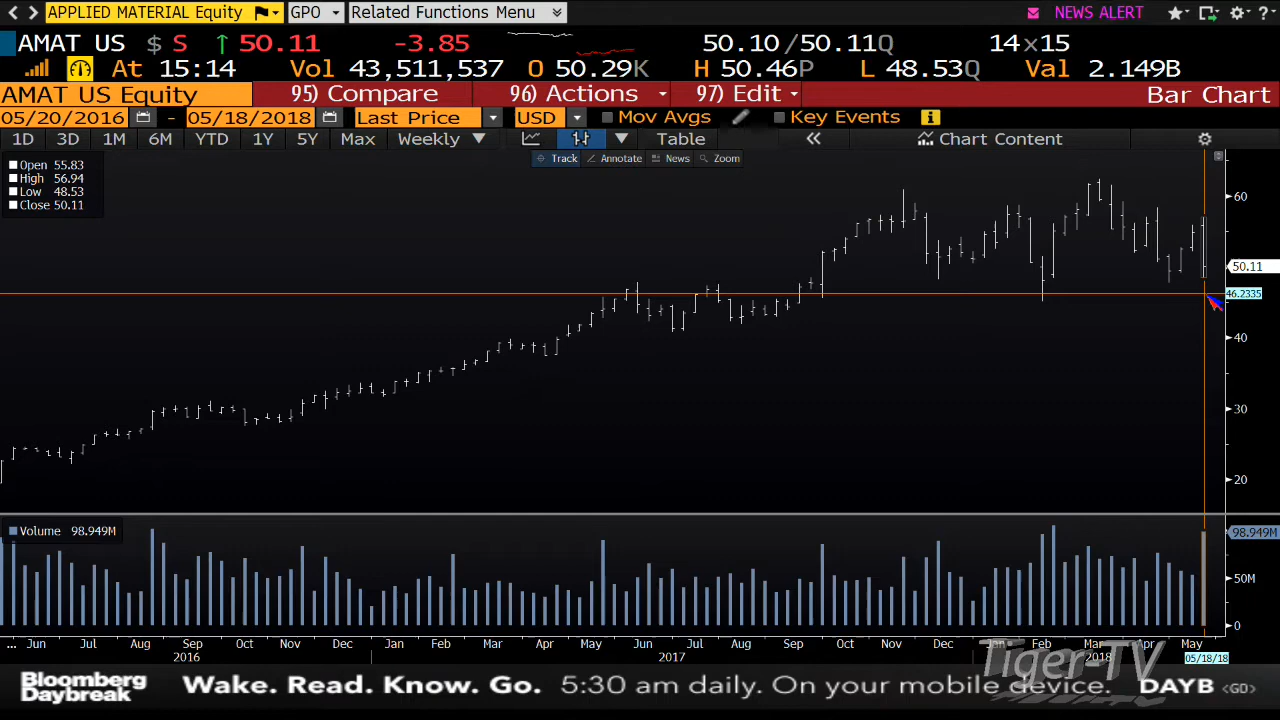 APPLIED MATERIAL Equity GPO Related Functions Menu NEWS ALERT
AMAT US $ S ↑ 50.11 -3.85 50.10/50.11Q 14×15
At 15:14 Vol 43,511,537 O 50.29K H 50.46P L 48.53Q Val 2.149B
AMAT US Equity 95) Compare 96) Actions 97) Edit Bar Chart
05/20/2016 - 05/18/2018 Last Price USD Mov Avgs Key Events
1D 3D 1M 6M YTD 1Y 5Y Max Weekly Table « Chart Content
Track Annotate News Zoom
Open 55.83
High 56.94
Low 48.53
Close 50.11
60
50.11
46.2335
40
30
20
Volume 98.949M
98.949M
50M
0
... Jun Jul Aug Sep Oct Nov Dec Jan Feb Mar Apr May Jun Jul Aug Sep Oct Nov Dec Jan Feb Mar Apr May
2016 2017 2018 05/18/18
Tiger-TV
Bloomberg
Daybreak
Wake. Read. Know. Go. 5:30 am daily. On your mobile device. DAYB <GD>